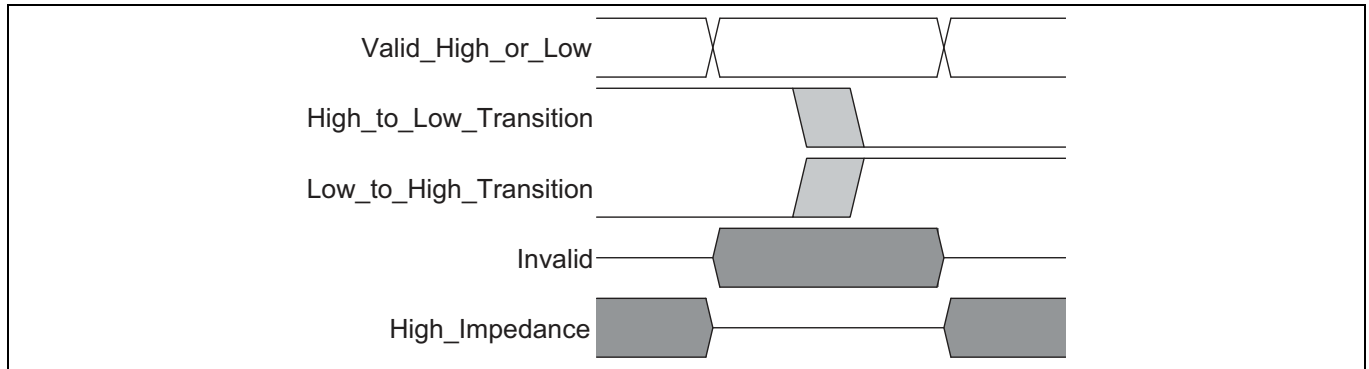 Valid_High_or_Low
High_to_Low_Transition
Low_to_High_Transition
Invalid
High_Impedance